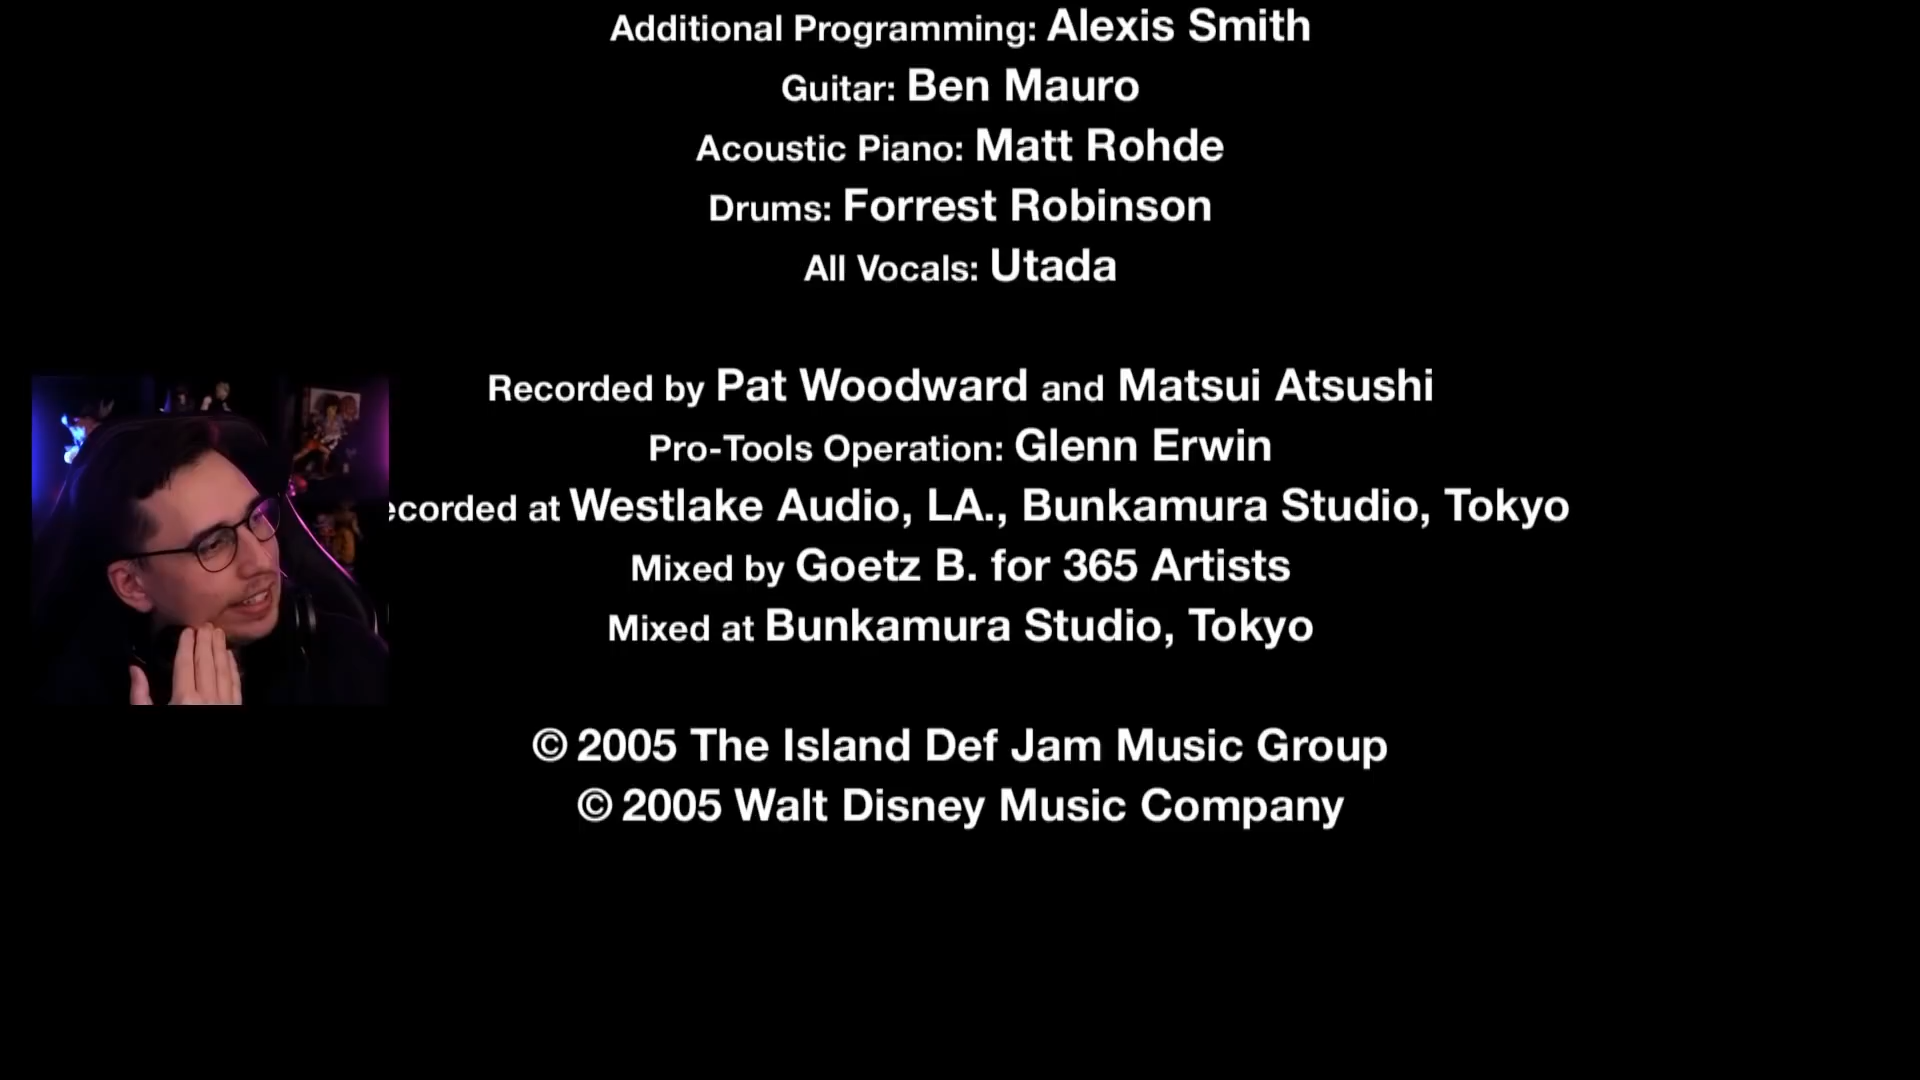 Additional Programming: Alexis Smith
Guitar: Ben Mauro
Acoustic Piano: Matt Rohde
Drums: Forrest Robinson
All Vocals: Utada
Recorded by Pat Woodward and Matsui Atsushi
Pro-Tools Operation: Glenn Erwin
ecorded at Westlake Audio, LA., Bunkamura Studio, Tokyo
Mixed by Goetz B. for 365 Artists
Mixed at Bunkamura Studio, Tokyo
© 2005 The Island Def Jam Music Group
© 2005 Walt Disney Music Company